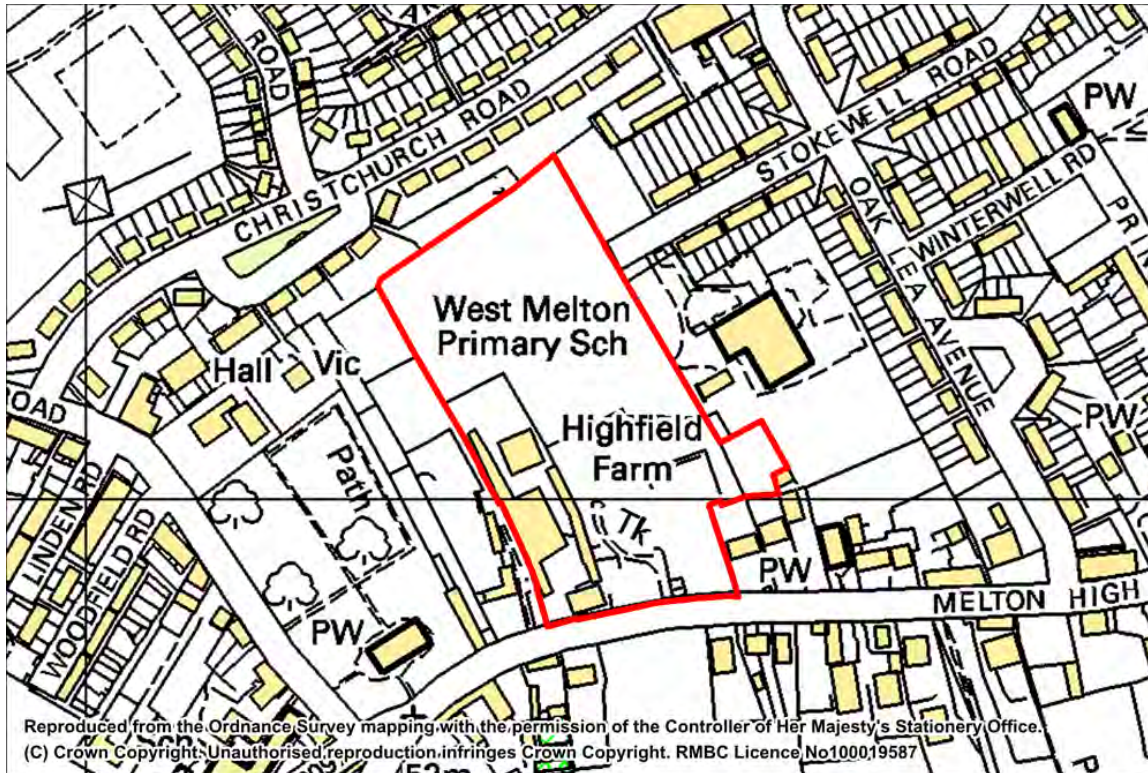 ROAD
CHRISTCHURCH ROAD
STOKEWELL ROAD
PW
OAK LEA AVENUE
WINTERWELL RD
PR
West Melton
Primary Sch
Hall
Vic
ROAD
PW
Highfield
Farm
Path
LINDEN RD
WOODFIELD RD
Tk
PW
MELTON HIGH
PW
Reproduced from the Ordnance Survey mapping with the permission of the Controller of Her Majesty's Stationery Office.
(C) Crown Copyright. Unauthorised reproduction infringes Crown Copyright. RMBC Licence No100019587